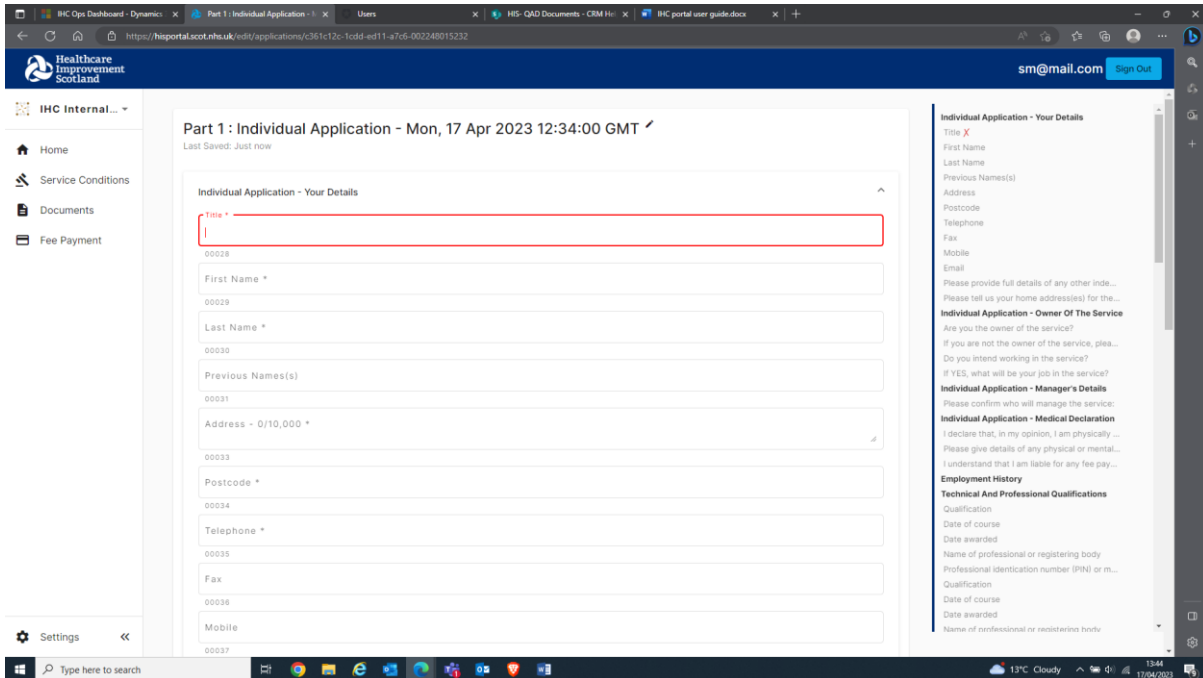 IHC Ops Dashboard - Dynamics
Part 1 : Individual Application -
Users
HIS- QAD Documents - CRM Hel
IHC portal user guide.docx
https://hisportal.scot.nhs.uk/edit/applications/c361c12c-1cdd-ed11-a7c6-002248015232
Healthcare
Improvement
Scotland
sm@mail.com
Sign Out
IHC Internal...
Home
Service Conditions
Documents
Fee Payment
Settings
Part 1 : Individual Application - Mon, 17 Apr 2023 12:34:00 GMT
Last Saved: Just now
Individual Application - Your Details
Title *
00028
First Name *
00029
Last Name *
00030
Previous Names(s)
00031
Address - 0/10,000 *
00033
Postcode *
00034
Telephone *
00035
Fax
00036
Mobile
00037
Individual Application - Your Details
Title X
First Name
Last Name
Previous Names(s)
Address
Postcode
Telephone
Fax
Mobile
Email
Please provide full details of any other inde...
Please tell us your home address(es) for the...
Individual Application - Owner Of The Service
Are you the owner of the service?
If you are not the owner of the service, plea...
Do you intend working in the service?
If YES, what will be your job in the service?
Individual Application - Manager's Details
Please confirm who will manage the service:
Individual Application - Medical Declaration
I declare that, in my opinion, I am physically ...
Please give details of any physical or mental...
I understand that I am liable for any fee pay...
Employment History
Technical And Professional Qualifications
Qualification
Date of course
Date awarded
Name of professional or registering body
Professional identication number (PIN) or m...
Qualification
Date of course
Date awarded
Name of professional or registering body
Type here to search
13°C Cloudy
13:44
17/04/2023